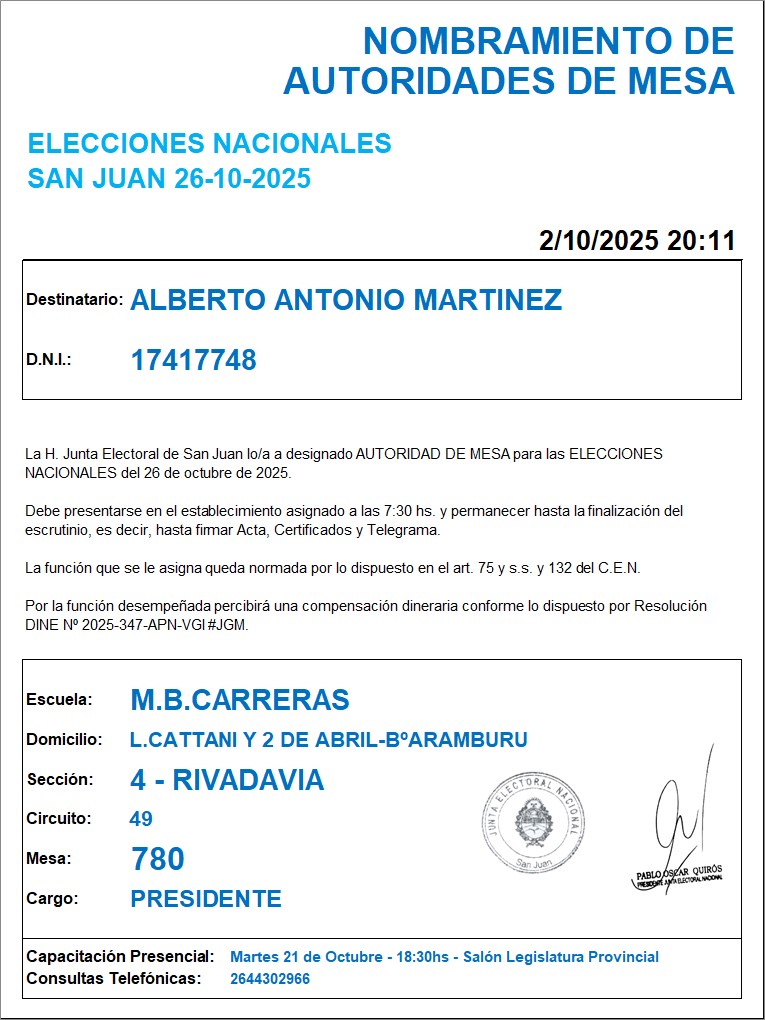 NOMBRAMIENTO DE
AUTORIDADES DE MESA
ELECCIONES NACIONALES
SAN JUAN 26-10-2025
2/10/2025 20:11
Destinatario: ALBERTO ANTONIO MARTINEZ
D.N.I.: 17417748
La H. Junta Electoral de San Juan lo/a a designado AUTORIDAD DE MESA para las ELECCIONES
NACIONALES del 26 de octubre de 2025.
Debe presentarse en el establecimiento asignado a las 7:30 hs. y permanecer hasta la finalización del
escrutinio, es decir, hasta firmar Acta, Certificados y Telegrama.
La función que se le asigna queda normada por lo dispuesto en el art. 75 y s.s. y 132 del C.E.N.
Por la función desempeñada percibirá una compensación dineraria conforme lo dispuesto por Resolución
DINE Nº 2025-347-APN-VGI#JGM.
Escuela: M.B.CARRERAS
Domicilio: L.CATTANI Y 2 DE ABRIL-BºARAMBURU
Sección: 4 - RIVADAVIA
Circuito: 49
Mesa: 780
Cargo: PRESIDENTE
JUNTA ELECTORAL NACIONAL
San Juan
PABLO OSCAR QUIRÓS
PRESIDENTE JUNTA ELECTORAL NACIONAL
Capacitación Presencial: Martes 21 de Octubre - 18:30hs - Salón Legislatura Provincial
Consultas Telefónicas: 2644302966